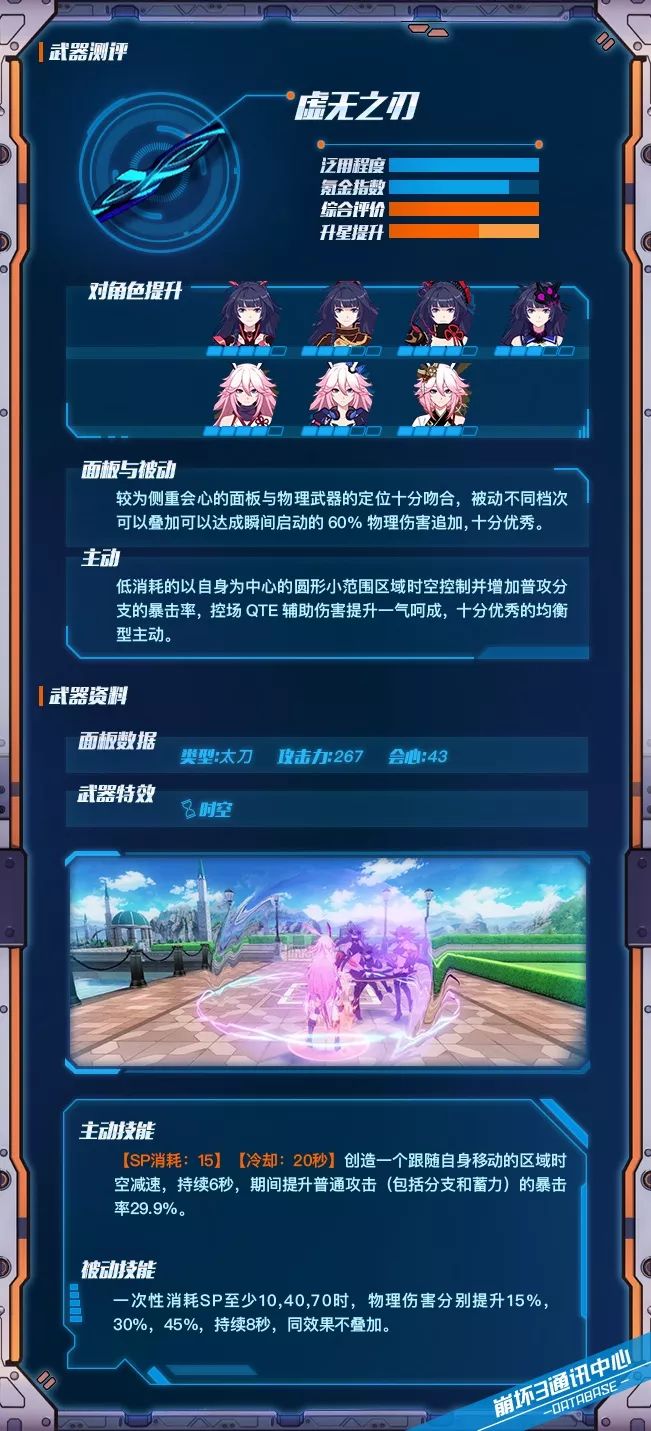 武器测评
虚无之刃
泛用程度
氪金指数
综合评价
升星提升
对角色提升
面板与被动
较为侧重会心的面板与物理武器的定位十分吻合，被动不同档次
可以叠加可以达成瞬间启动的 60% 物理伤害追加,十分优秀。
主动
低消耗的以自身为中心的圆形小范围区域时空控制并增加普攻分
支的暴击率，控场 QTE 辅助伤害提升一气呵成，十分优秀的均衡
型主动。
武器资料
面板数据
类型:太刀 攻击力:267 会心:43
武器特效
时空
主动技能
【SP消耗：15】【冷却：20秒】创造一个跟随自身移动的区域时
空减速，持续6秒，期间提升普通攻击（包括分支和蓄力）的暴击
率29.9%。
被动技能
一次性消耗SP至少10,40,70时，物理伤害分别提升15%，
30%，45%，持续8秒，同效果不叠加。
崩坏3通讯中心
—DATABASE—